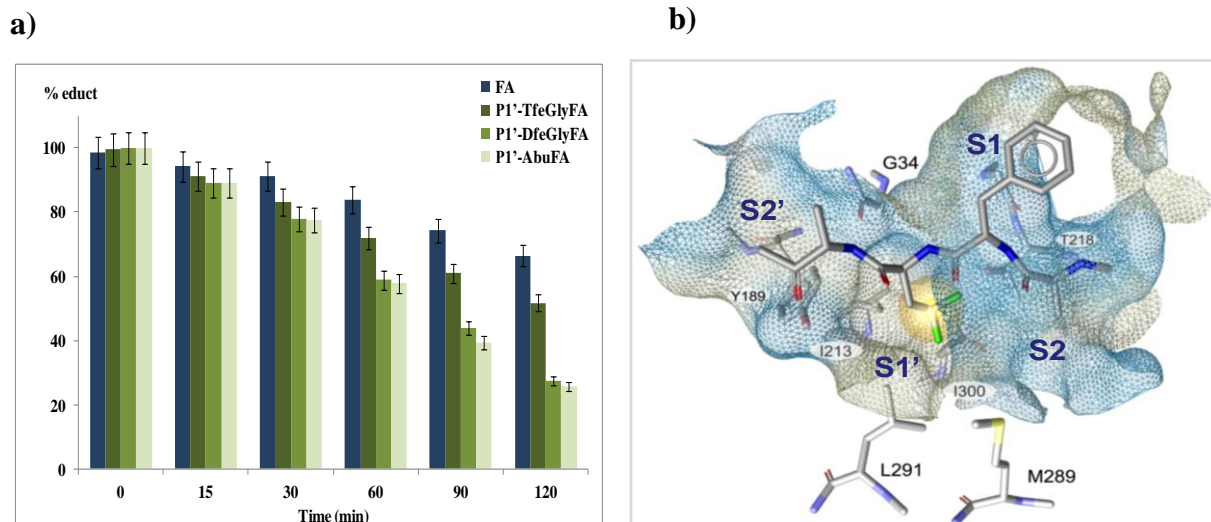 a)
b)
% educt
FA
P1’-TfeGlyFA
P1’-DfeGlyFA
P1’-AbuFA
100
80
60
40
20
0
0 15 30 60 90 120
Time (min)
S1
G34
S2’
T218
Y189
I213
S1’
S2
I300
L291
M289